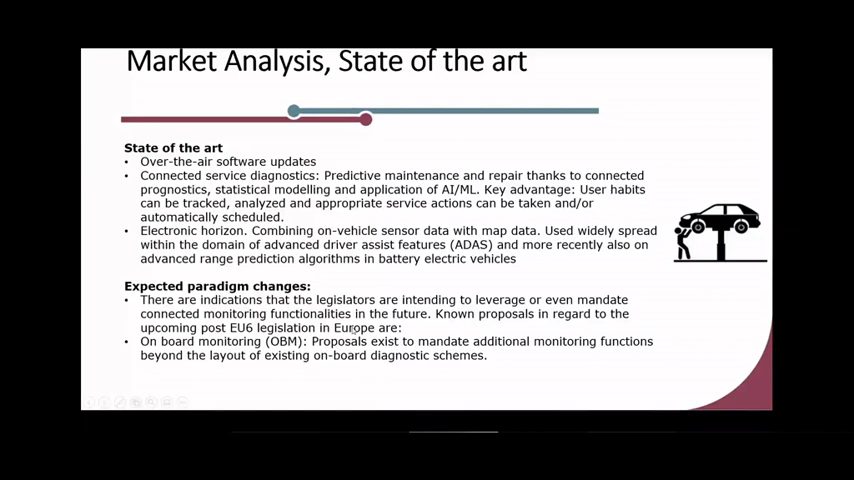 Market Analysis, State of the art
State of the art
• Over-the-air software updates
• Connected service diagnostics: Predictive maintenance and repair thanks to connected
prognostics, statistical modelling and application of AI/ML. Key advantage: User habits
can be tracked, analyzed and appropriate service actions can be taken and/or
automatically scheduled.
• Electronic horizon. Combining on-vehicle sensor data with map data. Used widely spread
within the domain of advanced driver assist features (ADAS) and more recently also on
advanced range prediction algorithms in battery electric vehicles
Expected paradigm changes:
• There are indications that the legislators are intending to leverage or even mandate
connected monitoring functionalities in the future. Known proposals in regard to the
upcoming post EU6 legislation in Europe are:
• On board monitoring (OBM): Proposals exist to mandate additional monitoring functions
beyond the layout of existing on-board diagnostic schemes.